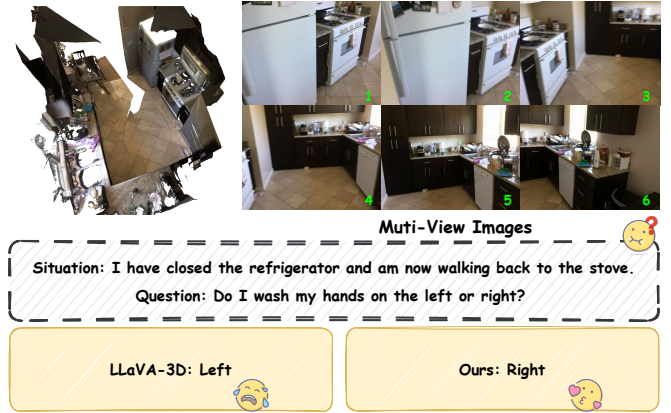 1
2
3
4
5
6
Muti-View Images
Situation: I have closed the refrigerator and am now walking back to the stove.
Question: Do I wash my hands on the left or right?
LLaVA-3D: Left
Ours: Right